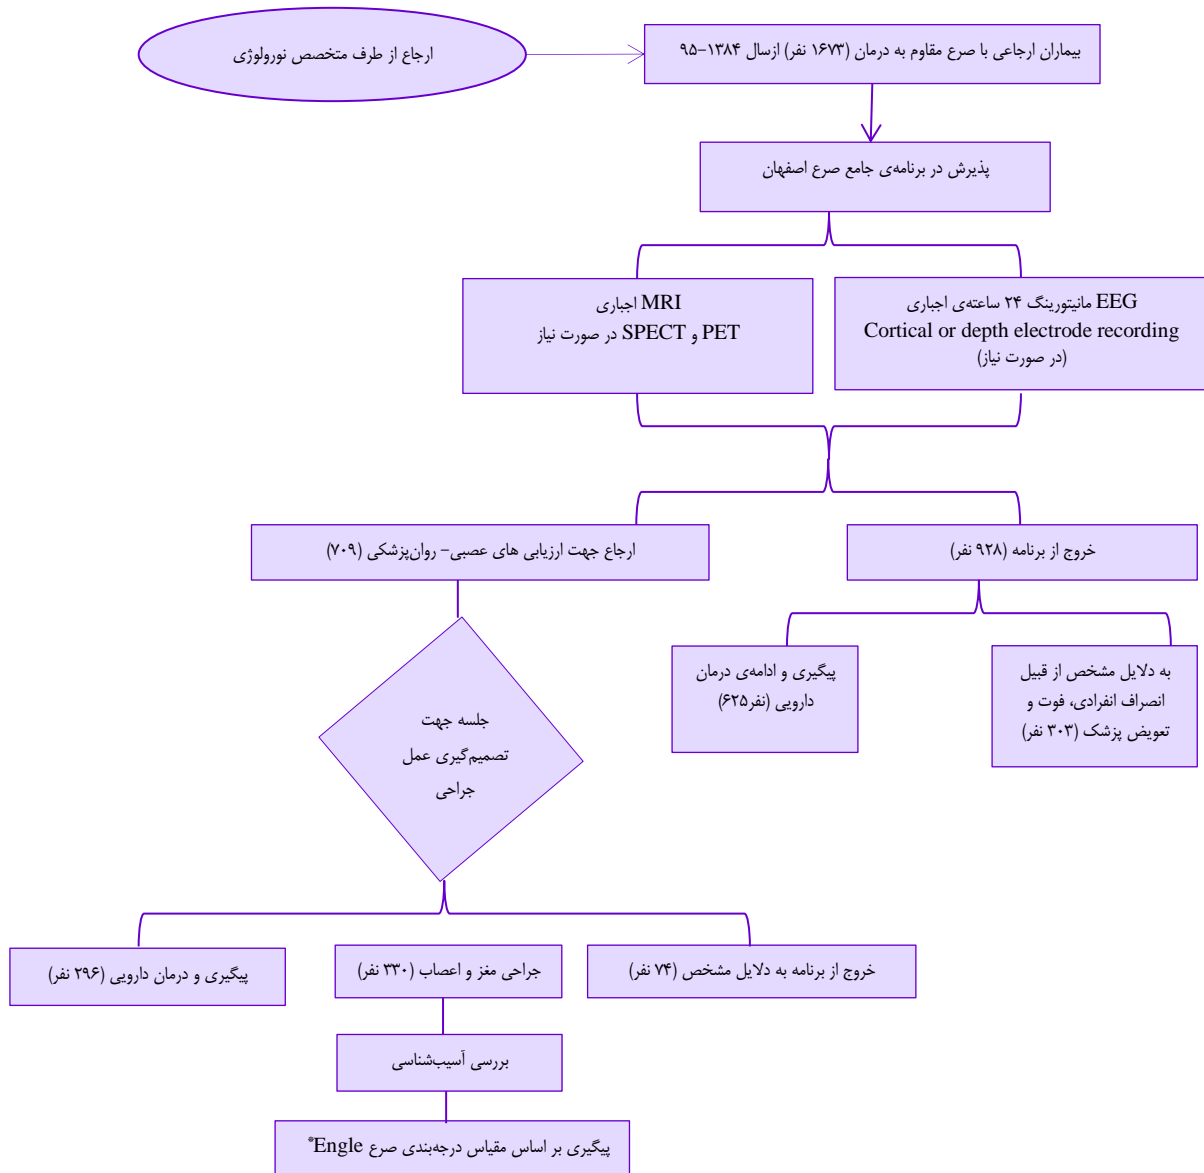 ارجاع از طرف متخصص نورولوژی
بیماران ارجاعی با صرع مقاوم به درمان (۱۶۷۳ نفر) ازسال ۱۳۸۴-۹۵
پذیرش در برنامه‌ی جامع صرع اصفهان
EEG مانیتورینگ ۲۴ ساعته‌ی اجباری
Cortical or depth electrode recording
(در صورت نیاز)
MRI اجباری
PET و SPECT در صورت نیاز
خروج از برنامه (۹۲۸ نفر)
ارجاع جهت ارزیابی های عصبی- روان‌پزشکی (۷۰۹)
به دلایل مشخص از قبیل
انصراف انفرادی، فوت و
تعویض پزشک (۳۰۳ نفر)
پیگیری و ادامه‌ی درمان
دارویی (نفر۶۲۵)
جلسه جهت
تصمیم‌گیری عمل
جراحی
خروج از برنامه به دلایل مشخص (۷۴ نفر)
جراحی مغز و اعصاب (۳۳۰ نفر)
پیگیری و درمان دارویی (۲۹۶ نفر)
بررسی آسیب‌شناسی
پیگیری بر اساس مقیاس درجه‌بندی صرع Engle*